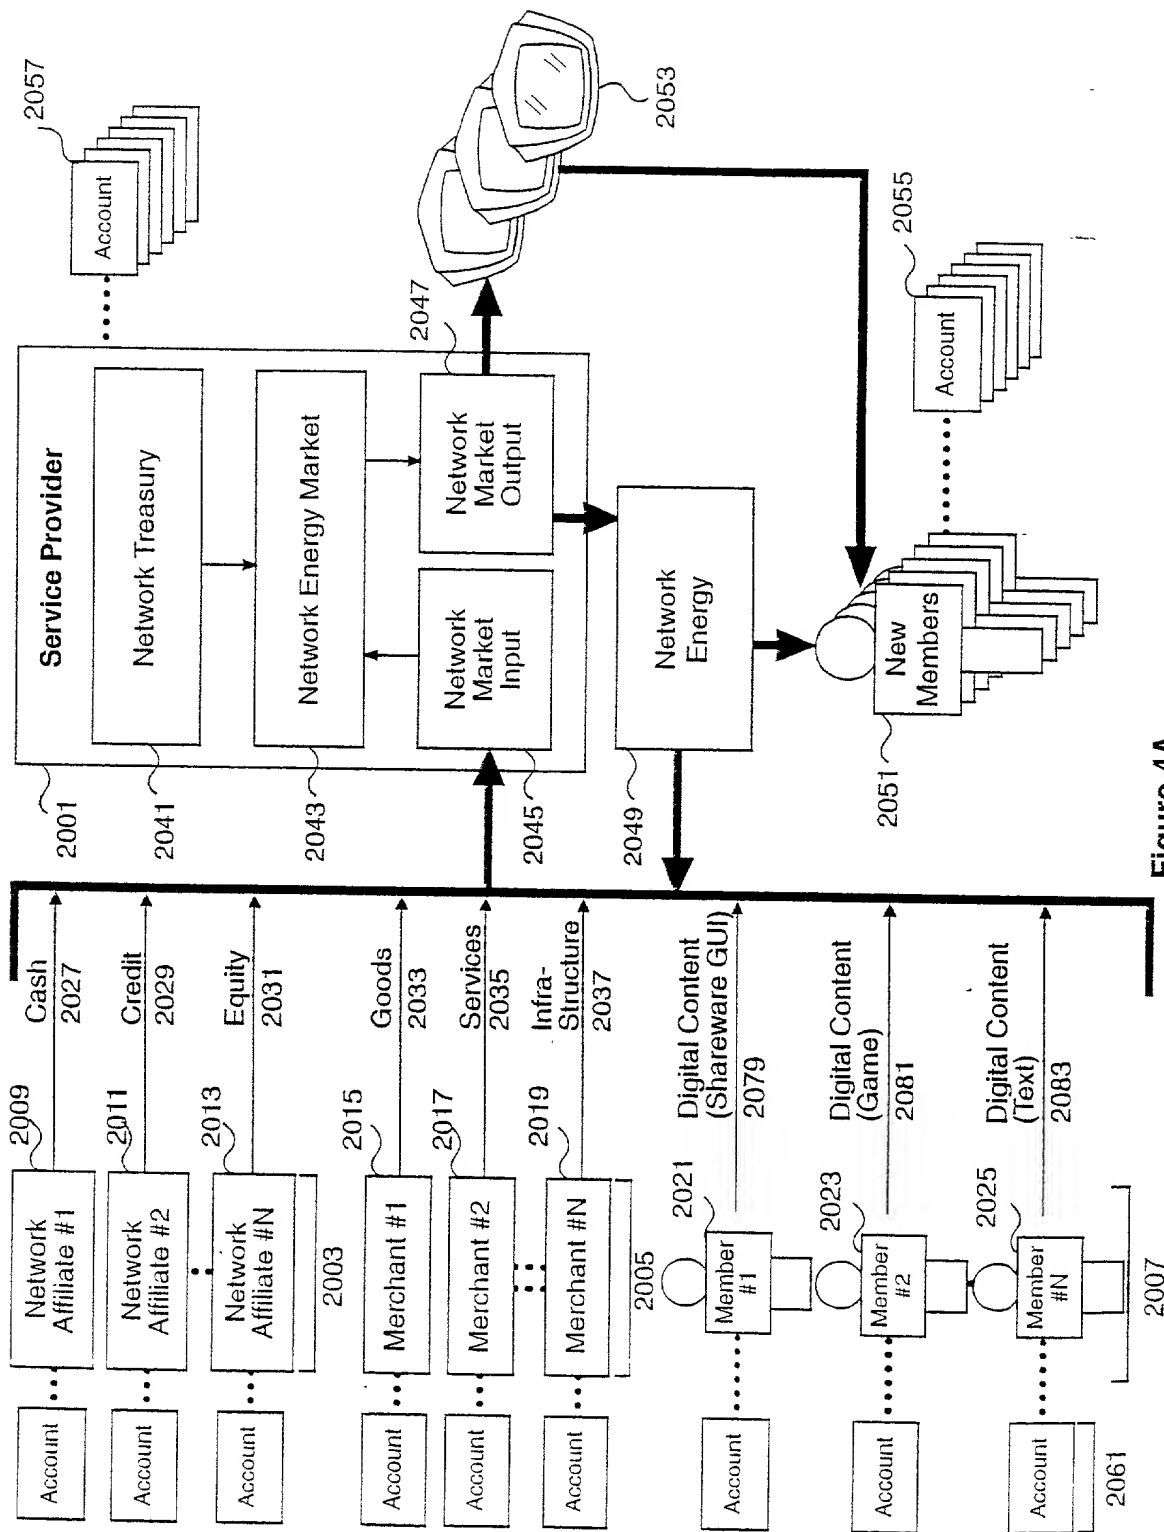 Account
Account
Account
Account
Account
Account
Account
Account
Account
2061
Network
Affiliate #1
2009
Network
Affiliate #2
2011
Network
Affiliate #N
2013
2003
Merchant #1
2015
Merchant #2
2017
Merchant #N
2019
2005
Member
#1
2021
Member
#2
2023
Member
#N
2025
2007
Cash
2027
Credit
2029
Equity
2031
Goods
2033
Services
2035
Infra-
Structure
2037
Digital Content
(Shareware GUI)
2079
Digital Content
(Game)
2081
Digital Content
(Text)
2083
Service Provider
2001
Network Treasury
2041
Network Energy Market
2043
Network
Market
Input
2045
Network
Market
Output
2047
Network
Energy
2049
New
Members
2051
2053
Account
2055
Account
2057
Figure 4A